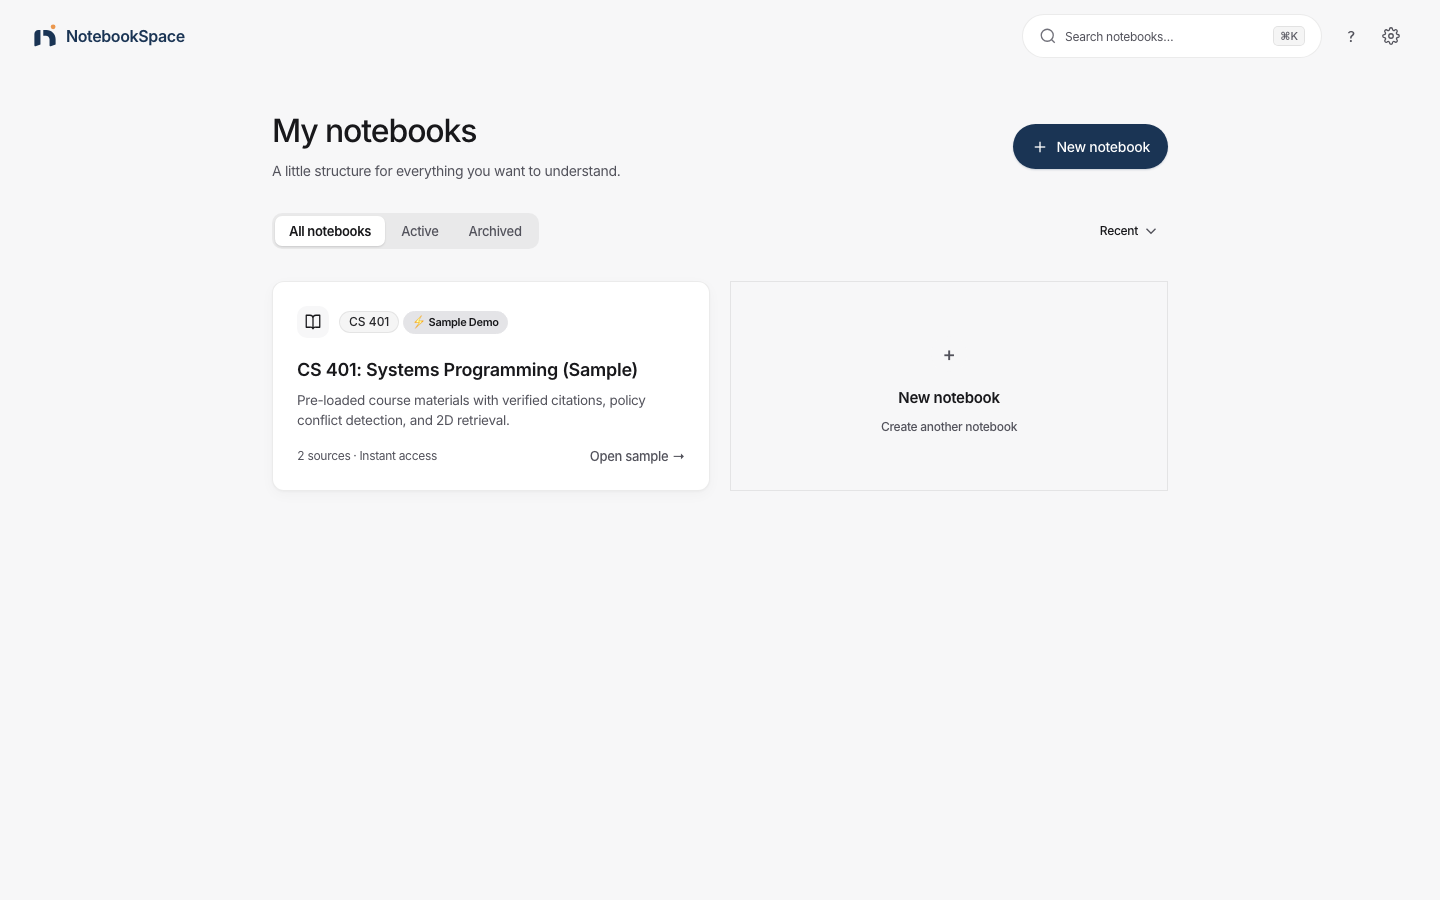 NotebookSpace
Search notebooks...
⌘K
?
My notebooks
A little structure for everything you want to understand.
+ New notebook
All notebooks
Active
Archived
Recent
CS 401
⚡ Sample Demo
CS 401: Systems Programming (Sample)
Pre-loaded course materials with verified citations, policy
conflict detection, and 2D retrieval.
2 sources · Instant access
Open sample →
+
New notebook
Create another notebook